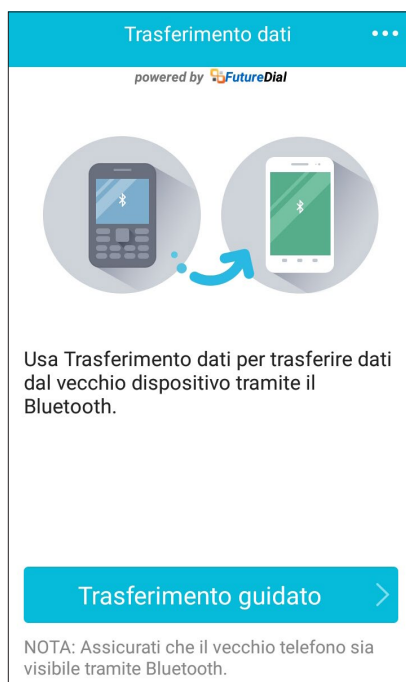 Trasferimento dati
powered by FutureDial
Usa Trasferimento dati per trasferire dati
dal vecchio dispositivo tramite il
Bluetooth.
Trasferimento guidato
NOTA: Assicurati che il vecchio telefono sia
visibile tramite Bluetooth.